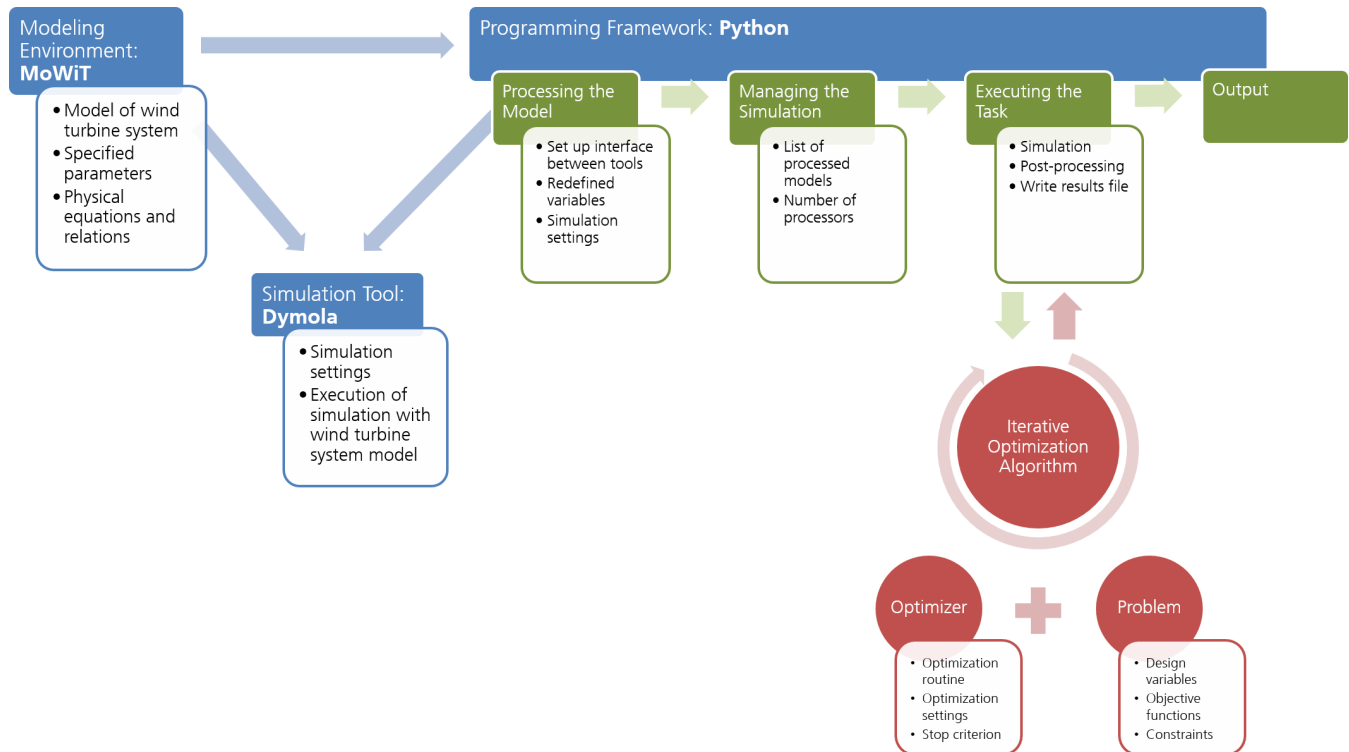 Modeling
Environment:
MoWiT
• Model of wind
turbine system
• Specified
parameters
• Physical
equations and
relations
Programming Framework: Python
Processing the
Model
• Set up interface
between tools
• Redefined
variables
• Simulation
settings
Managing the
Simulation
• List of
processed
models
• Number of
processors
Executing the
Task
• Simulation
• Post-processing
• Write results file
Output
Simulation Tool:
Dymola
• Simulation
settings
• Execution of
simulation with
wind turbine
system model
Iterative
Optimization
Algorithm
Optimizer
• Optimization
routine
• Optimization
settings
• Stop criterion
Problem
• Design
variables
• Objective
functions
• Constraints